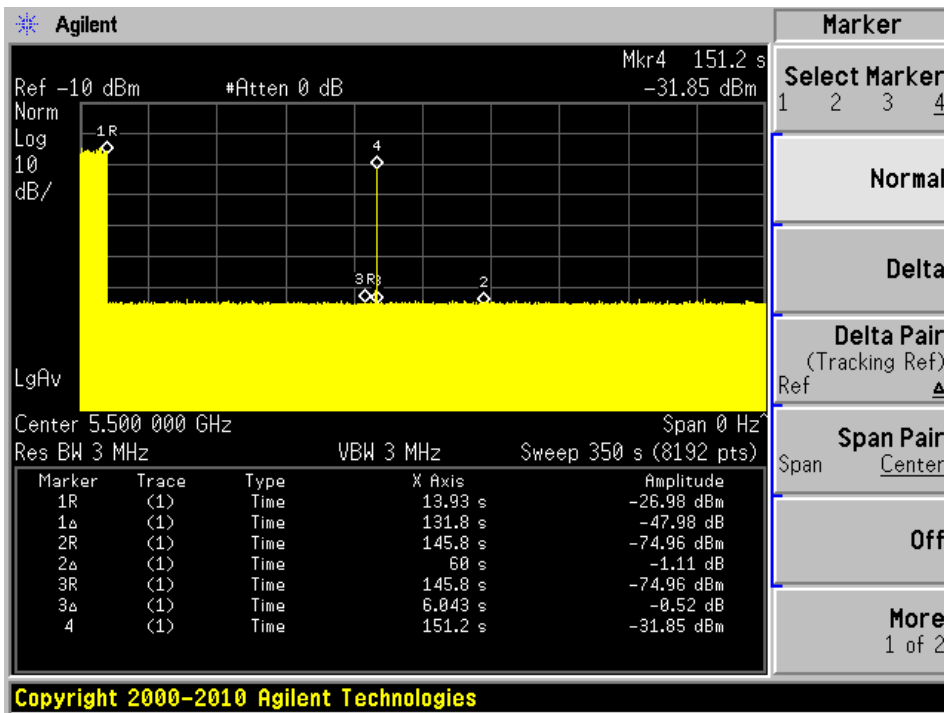 Agilent
Marker
Mkr4 151.2 s
Ref -10 dBm #Atten 0 dB -31.85 dBm
Norm
Log
10
dB/
1R
4
3R
2
LgAv
Center 5.500 000 GHz Span 0 Hz^
Res BW 3 MHz VBW 3 MHz Sweep 350 s (8192 pts)
Marker Trace Type X Axis Amplitude
1R (1) Time 13.93 s -26.98 dBm
1Δ (1) Time 131.8 s -47.98 dB
2R (1) Time 145.8 s -74.96 dBm
2Δ (1) Time 60 s -1.11 dB
3R (1) Time 145.8 s -74.96 dBm
3Δ (1) Time 6.043 s -0.52 dB
4 (1) Time 151.2 s -31.85 dBm
Select Marker
1 2 3 4
Normal
Delta
Delta Pair
(Tracking Ref)
Ref Δ
Span Pair
Span Center
Off
More
1 of 2
Copyright 2000-2010 Agilent Technologies